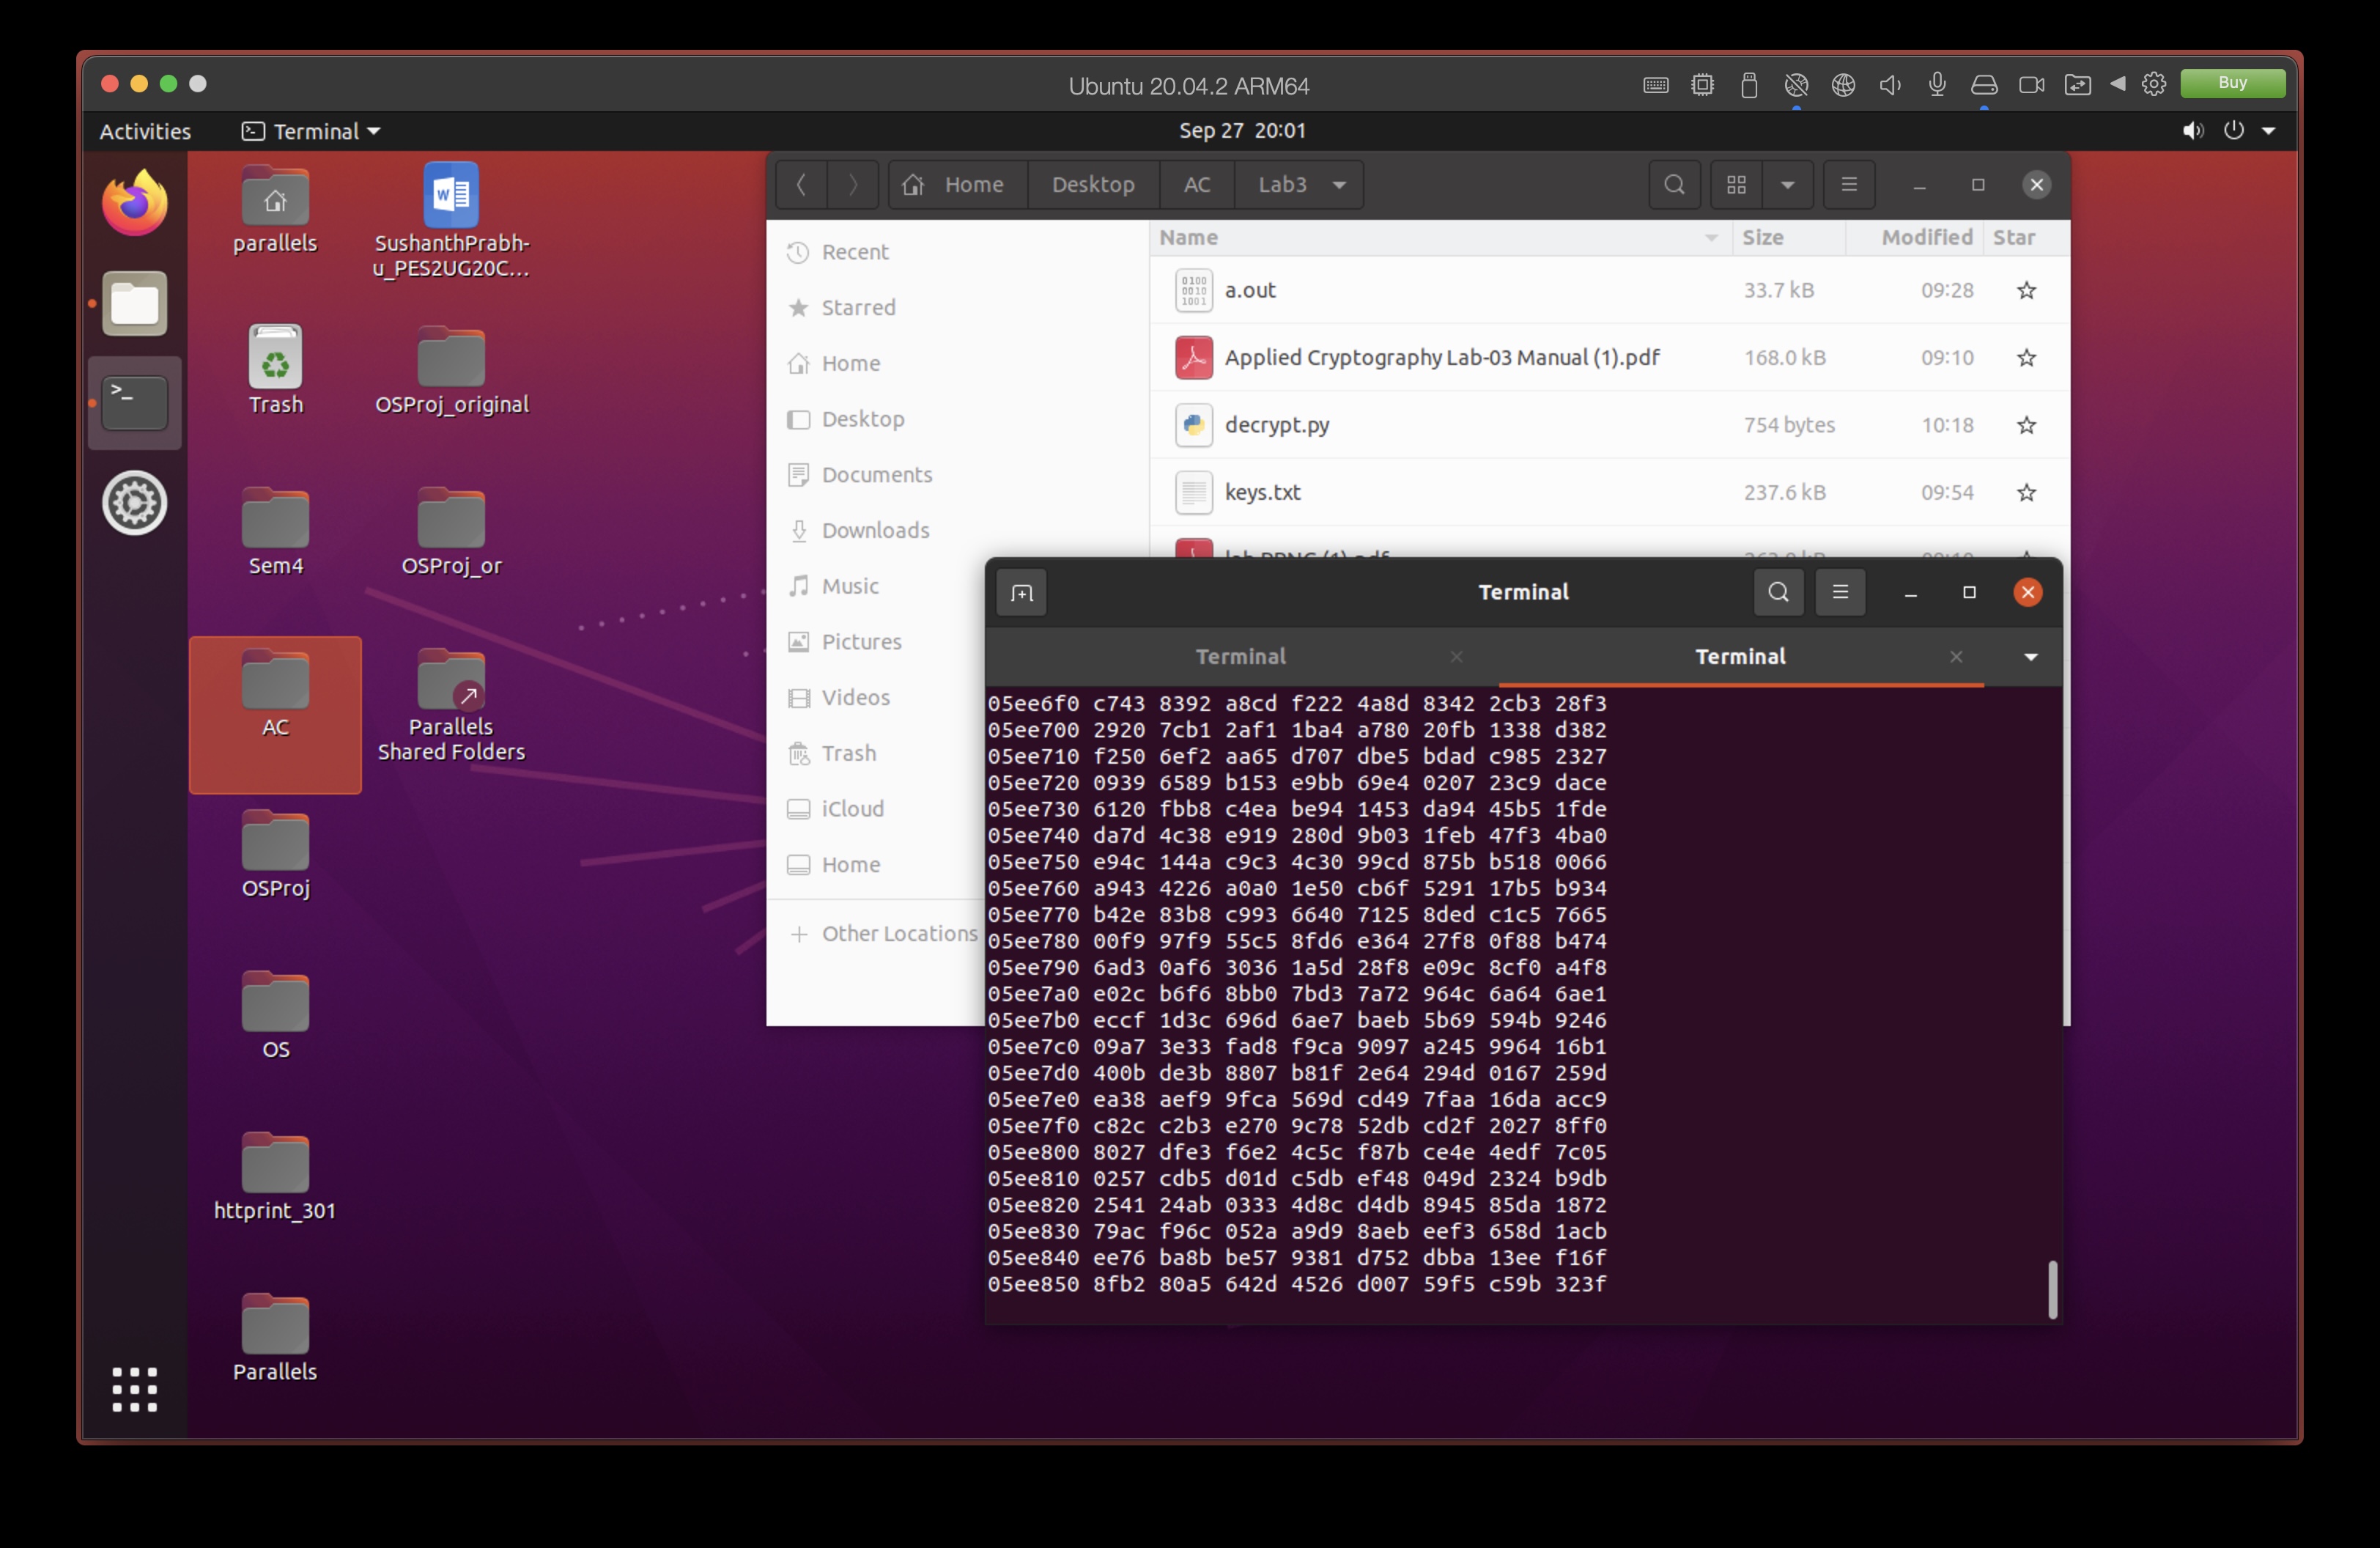 Ubuntu 20.04.2 ARM64
Buy
Activities
Terminal
Sep 27 20:01
parallels
SushanthPrabh-
u_PES2UG20C...
Trash
OSProj_original
Sem4
OSProj_or
AC
Parallels
Shared Folders
OSProj
OS
httprint_301
Parallels
Home
Desktop
AC
Lab3
Recent
Starred
Home
Desktop
Documents
Downloads
Music
Pictures
Videos
Trash
iCloud
Home
Other Locations
Name Size Modified Star
a.out 33.7 kB 09:28
Applied Cryptography Lab-03 Manual (1).pdf 168.0 kB 09:10
decrypt.py 754 bytes 10:18
keys.txt 237.6 kB 09:54
Terminal
Terminal
Terminal
05ee6f0 c743 8392 a8cd f222 4a8d 8342 2cb3 28f3
05ee700 2920 7cb1 2af1 1ba4 a780 20fb 1338 d382
05ee710 f250 6ef2 aa65 d707 dbe5 bdad c985 2327
05ee720 0939 6589 b153 e9bb 69e4 0207 23c9 dace
05ee730 6120 fbb8 c4ea be94 1453 da94 45b5 1fde
05ee740 da7d 4c38 e919 280d 9b03 1feb 47f3 4ba0
05ee750 e94c 144a c9c3 4c30 99cd 875b b518 0066
05ee760 a943 4226 a0a0 1e50 cb6f 5291 17b5 b934
05ee770 b42e 83b8 c993 6640 7125 8ded c1c5 7665
05ee780 00f9 97f9 55c5 8fd6 e364 27f8 0f88 b474
05ee790 6ad3 0af6 3036 1a5d 28f8 e09c 8cf0 a4f8
05ee7a0 e02c b6f6 8bb0 7bd3 7a72 964c 6a64 6ae1
05ee7b0 eccf 1d3c 696d 6ae7 baeb 5b69 594b 9246
05ee7c0 09a7 3e33 fad8 f9ca 9097 a245 9964 16b1
05ee7d0 400b de3b 8807 b81f 2e64 294d 0167 259d
05ee7e0 ea38 aef9 9fca 569d cd49 7faa 16da acc9
05ee7f0 c82c c2b3 e270 9c78 52db cd2f 2027 8ff0
05ee800 8027 dfe3 f6e2 4c5c f87b ce4e 4edf 7c05
05ee810 0257 cdb5 d01d c5db ef48 049d 2324 b9db
05ee820 2541 24ab 0333 4d8c d4db 8945 85da 1872
05ee830 79ac f96c 052a a9d9 8aeb eef3 658d 1acb
05ee840 ee76 ba8b be57 9381 d752 dbba 13ee f16f
05ee850 8fb2 80a5 642d 4526 d007 59f5 c59b 323f